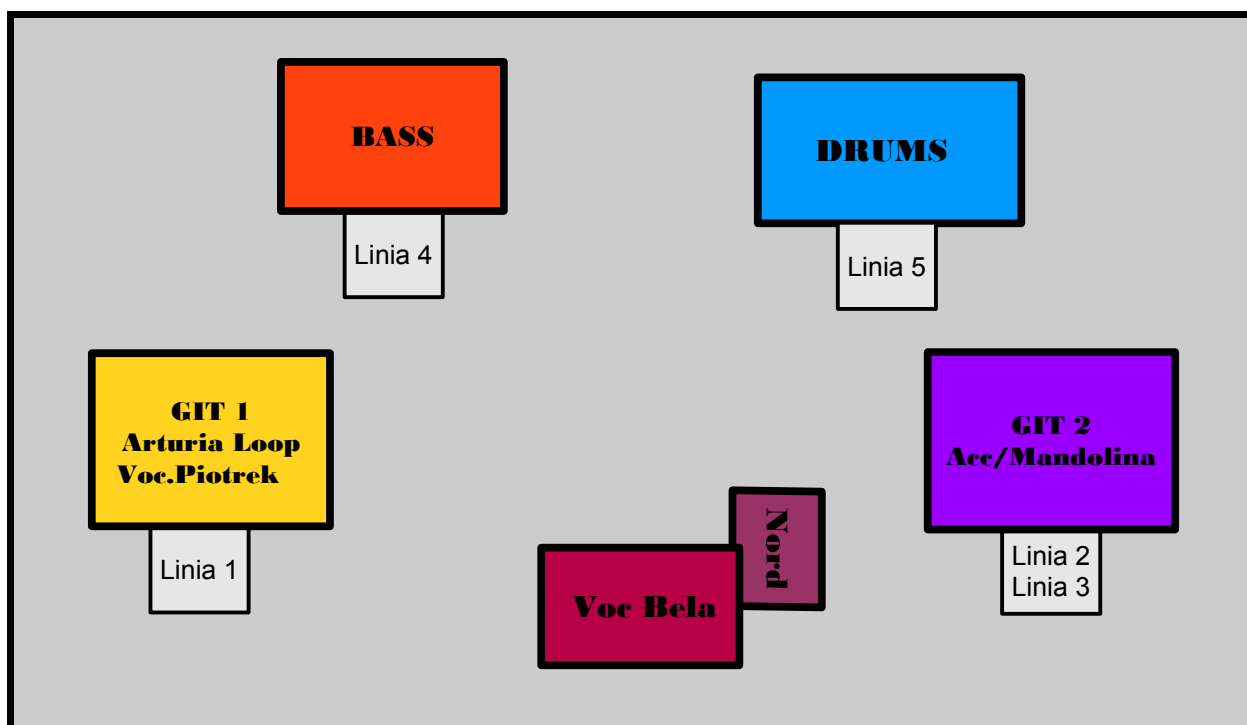 BASS
DRUMS
Linia 4
Linia 5
GIT 1
Arturia Loop
Voc.Piotrek
GIT 2
Acc/Mandolina
Linia 1
Nord
Voc Bela
Linia 2
Linia 3